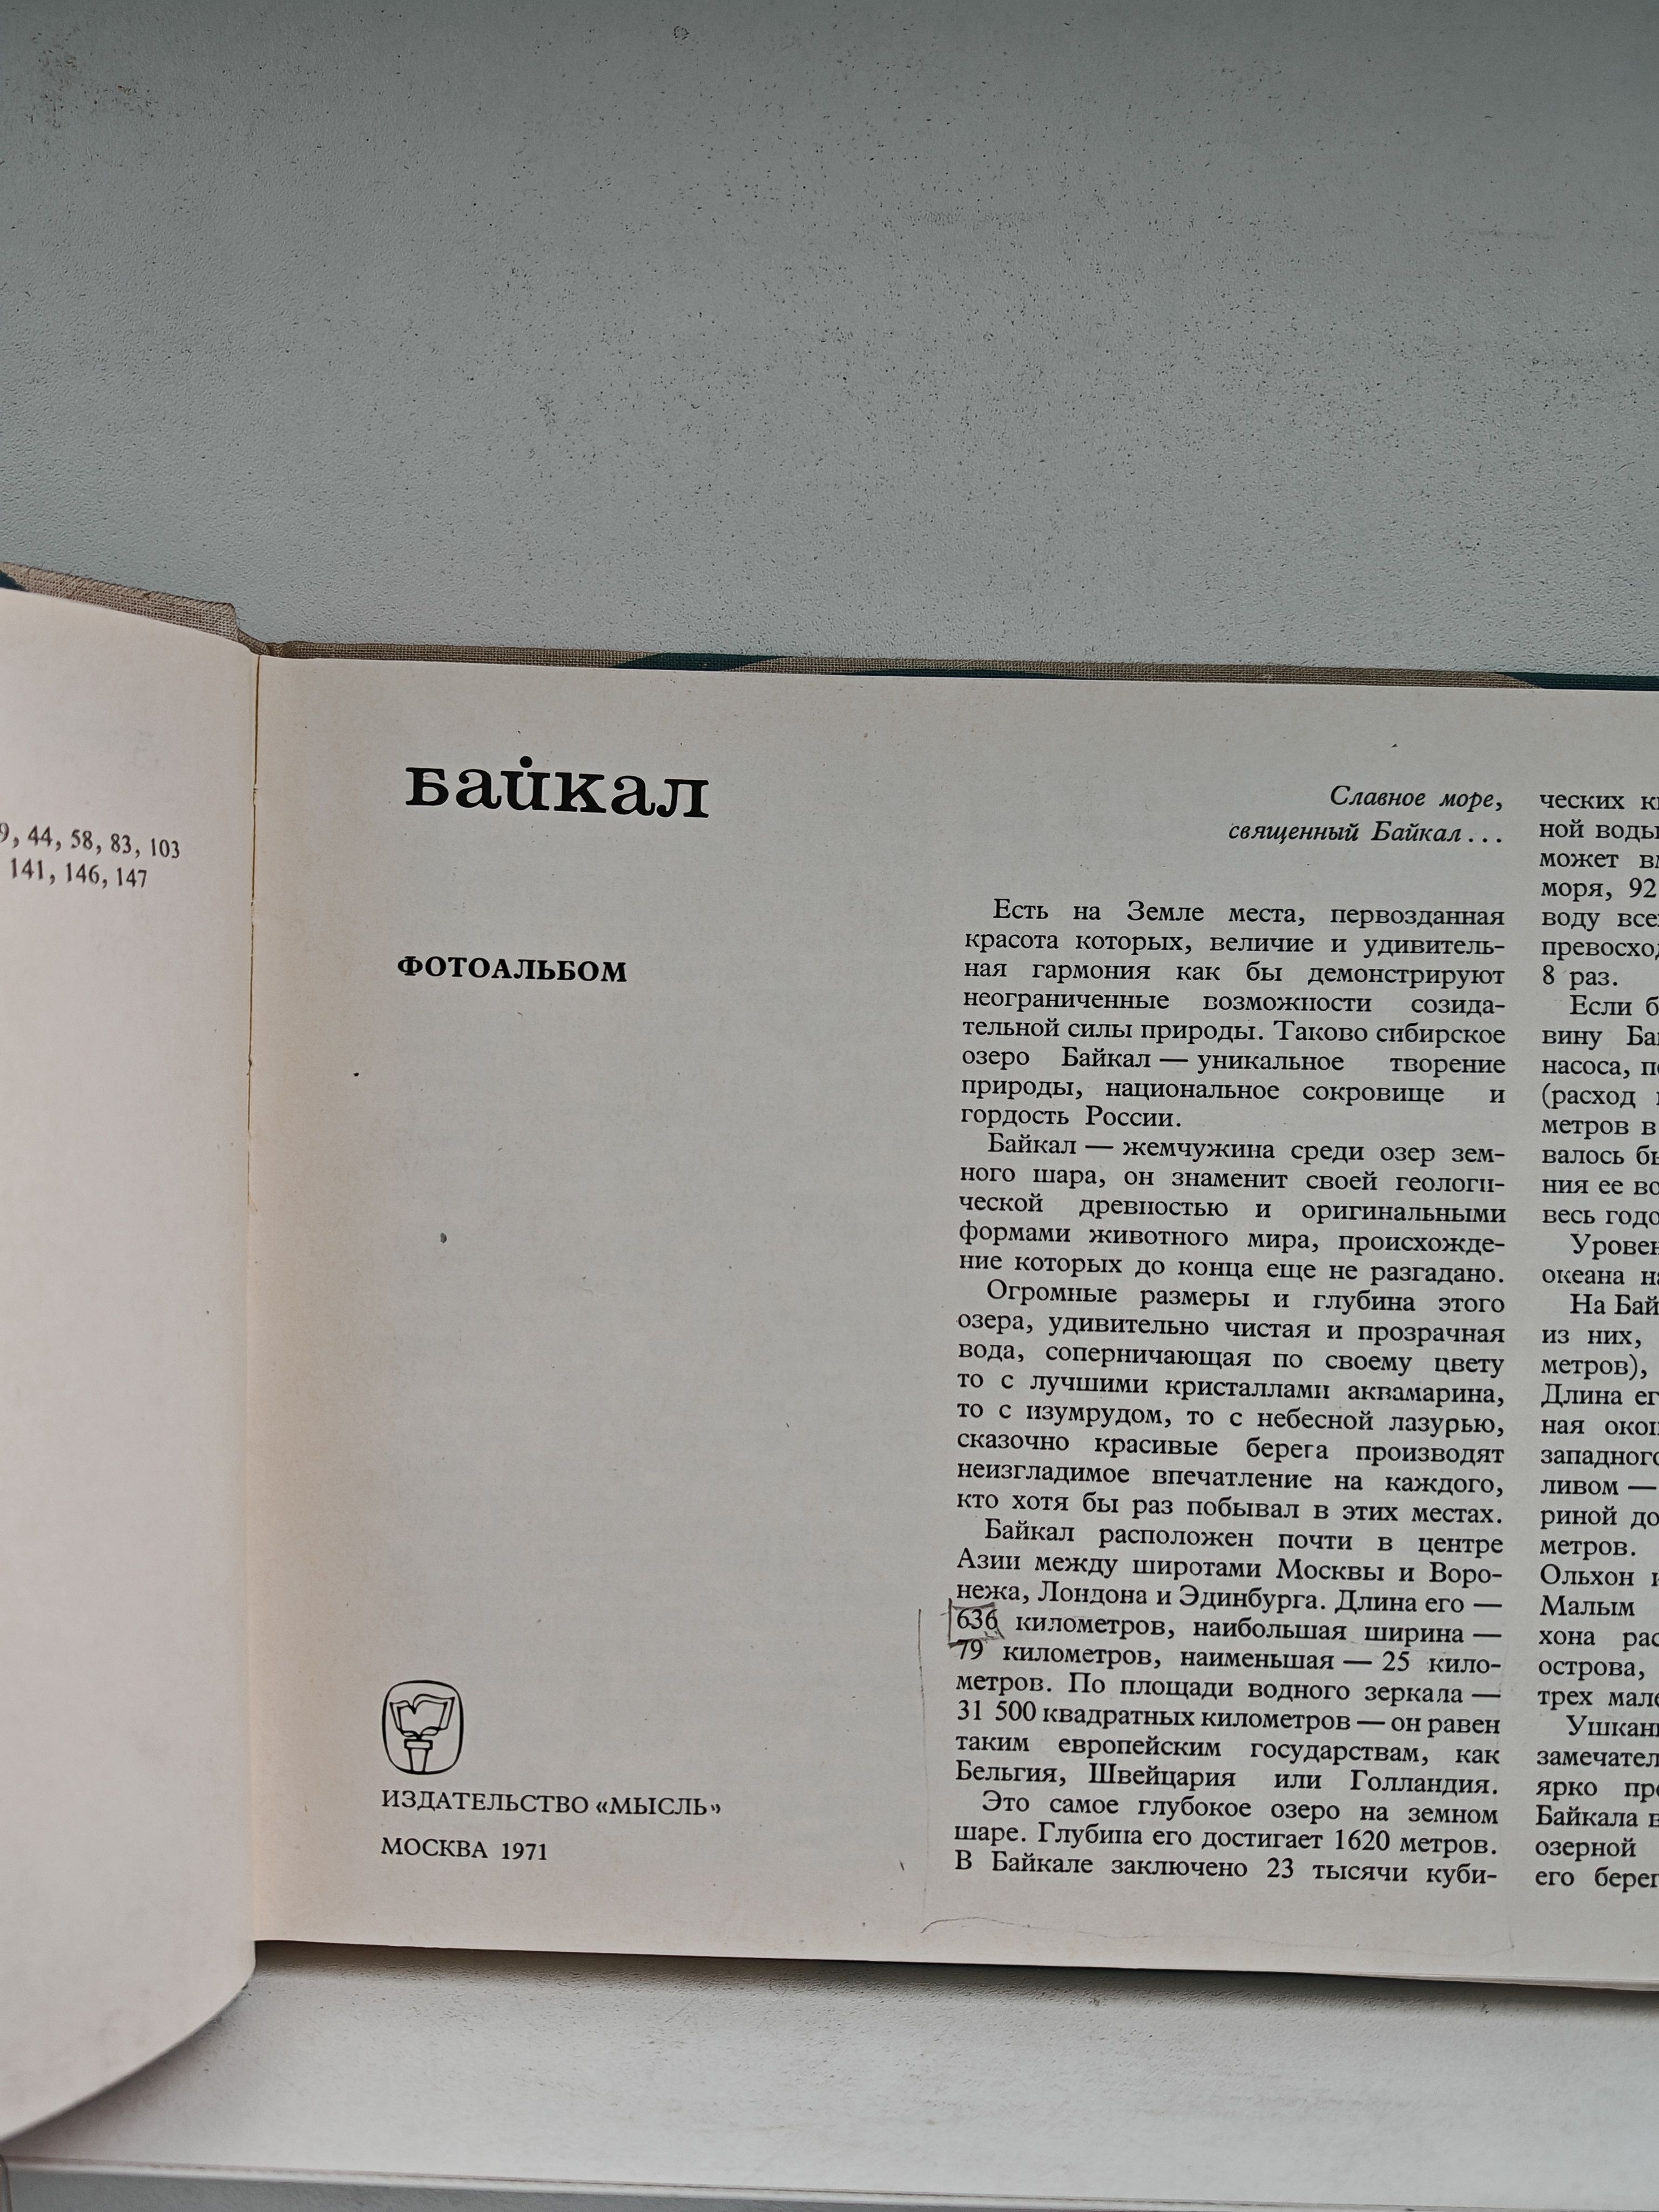 9, 44, 58, 83, 103
141, 146, 147
байкал
ФОТОАЛЬБОМ
ИЗДАТЕЛЬСТВО «МЫСЛЬ»
МОСКВА 1971
Славное море,
священный Байкал...
Есть на Земле места, первозданная
красота которых, величие и удивитель-
ная гармония как бы демонстрируют
неограниченные возможности созида-
тельной силы природы. Таково сибирское
озеро Байкал — уникальное творение
природы, национальное сокровище и
гордость России.
Байкал — жемчужина среди озер зем-
ного шара, он знаменит своей геологи-
ческой древностью и оригинальными
формами животного мира, происхожде-
ние которых до конца еще не разгадано.
Огромные размеры и глубина этого
озера, удивительно чистая и прозрачная
вода, соперничающая по своему цвету
то с лучшими кристаллами аквамарина,
то с изумрудом, то с небесной лазурью,
сказочно красивые берега производят
неизгладимое впечатление на каждого,
кто хотя бы раз побывал в этих местах.
Байкал расположен почти в центре
Азии между широтами Москвы и Воро-
нежа, Лондона и Эдинбурга. Длина его —
636 километров, наибольшая ширина —
79 километров, наименьшая — 25 кило-
метров. По площади водного зеркала —
31 500 квадратных километров — он равен
таким европейским государствам, как
Бельгия, Швейцария или Голландия.
Это самое глубокое озеро на земном
шаре. Глубина его достигает 1620 метров.
В Байкале заключено 23 тысячи куби-
ческих
ной воды
может
моря, 92
воду
8 раз.
Если
вину
насоса,
(расход
метров в
валось
ния ее
весь
океана
На
из них,
метров),
Длина
ная
ливом —
риной
метров.
Ольхон
Малым
хона
острова,
трех
ярко
Байкала
озерной
его